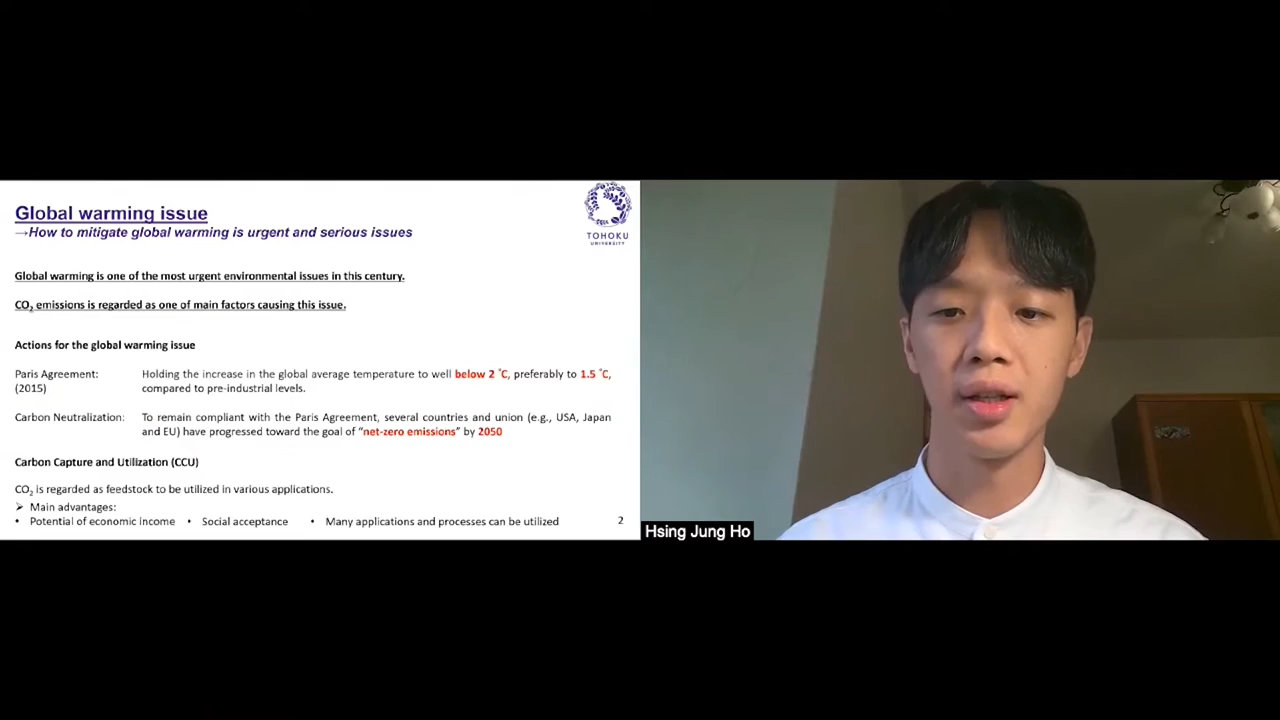 Global warming issue
→How to mitigate global warming is urgent and serious issues
TOHOKU
UNIVERSITY
Global warming is one of the most urgent environmental issues in this century.
CO₂ emissions is regarded as one of main factors causing this issue.
Actions for the global warming issue
Paris Agreement: Holding the increase in the global average temperature to well below 2 °C, preferably to 1.5 °C,
(2015) compared to pre-industrial levels.
Carbon Neutralization: To remain compliant with the Paris Agreement, several countries and union (e.g., USA, Japan
and EU) have progressed toward the goal of “net-zero emissions” by 2050
Carbon Capture and Utilization (CCU)
CO₂ is regarded as feedstock to be utilized in various applications.
➢ Main advantages:
• Potential of economic income • Social acceptance • Many applications and processes can be utilized
2
Hsing Jung Ho